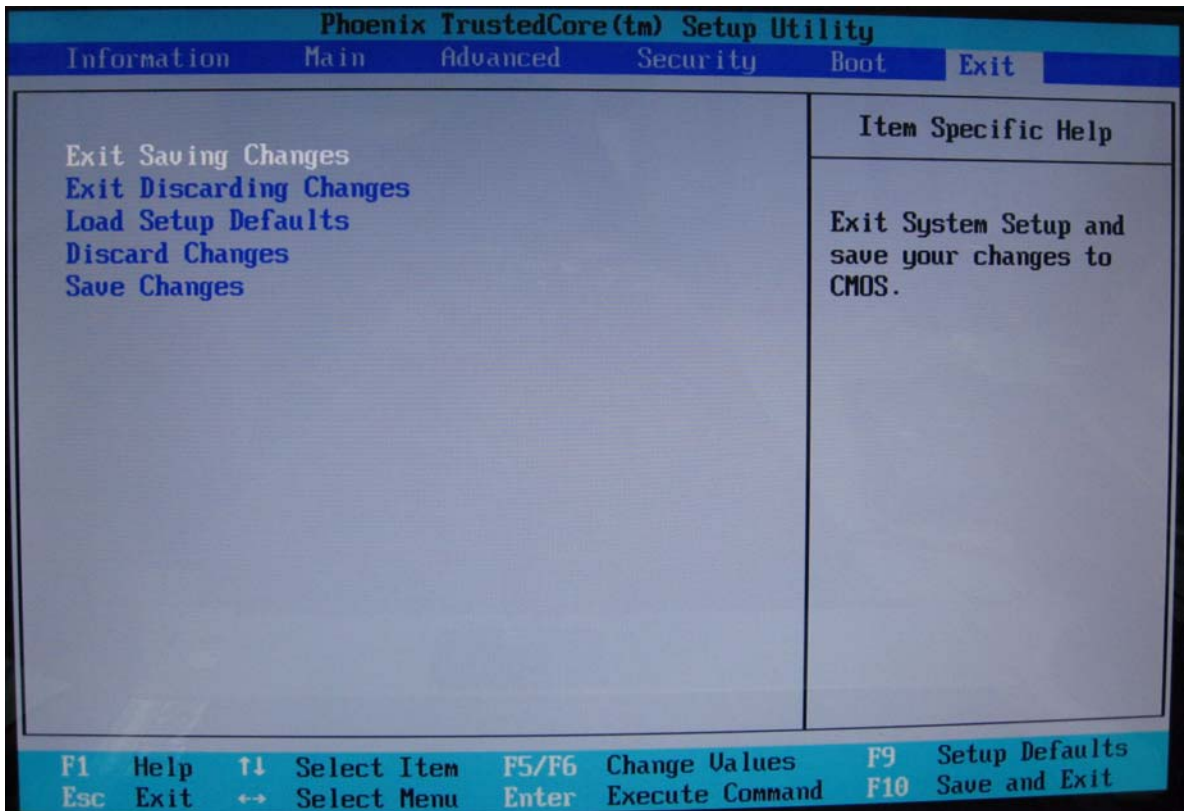 Phoenix TrustedCore(tm) Setup Utility
Information Main Advanced Security Boot Exit
Item Specific Help
Exit Saving Changes
Exit Discarding Changes
Load Setup Defaults
Discard Changes
Save Changes
Exit System Setup and
save your changes to
CMOS.
F1 Help ↑↓ Select Item F5/F6 Change Values F9 Setup Defaults
Esc Exit ←→ Select Menu Enter Execute Command F10 Save and Exit